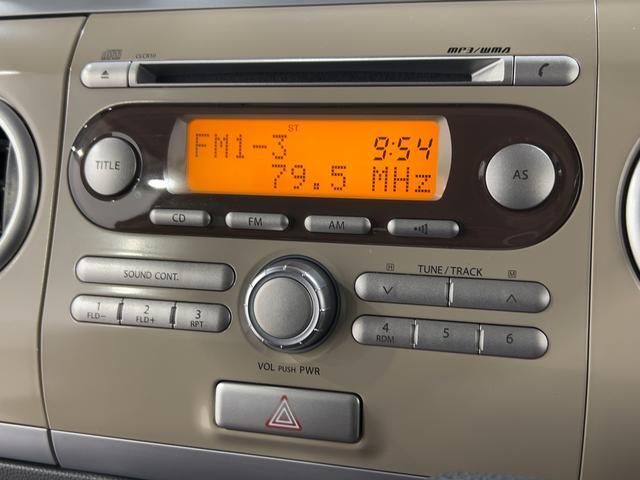 CLCW10
MP3/WMA
TITLE
FM1-3
ST
9:54
79.5 MHz
AS
CD
FM
AM
SOUND CONT.
H
TUNE/TRACK
M
1
FLD-
2
FLD+
3
RPT
4
RDM
5
6
VOL PUSH PWR